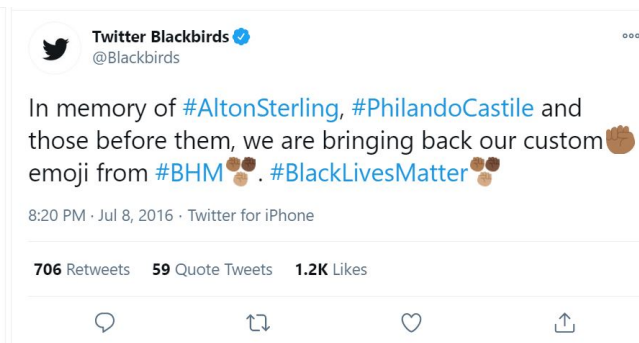 Twitter Blackbirds
@Blackbirds
In memory of #AltonSterling, #PhilandoCastile and
those before them, we are bringing back our custom✊🏾
emoji from #BHM✊🏾✊🏿✊🏽. #BlackLivesMatter✊🏾✊🏿✊🏽
8:20 PM · Jul 8, 2016 · Twitter for iPhone
706 Retweets 59 Quote Tweets 1.2K Likes